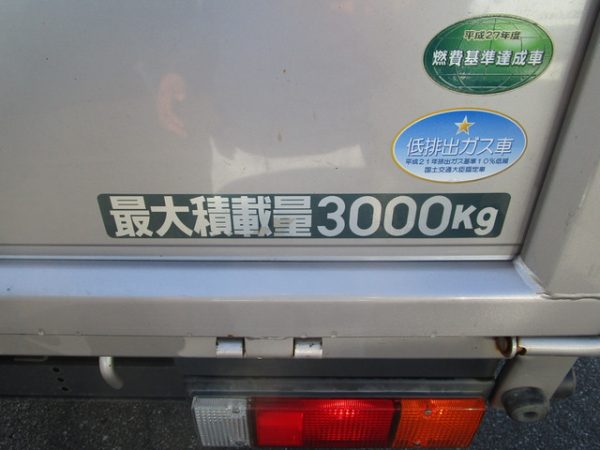 平成27年度
燃費基準達成車
低排出ガス車
平成21年排出ガス基準10%低減
国土交通大臣認定車
最大積載量3000Kg